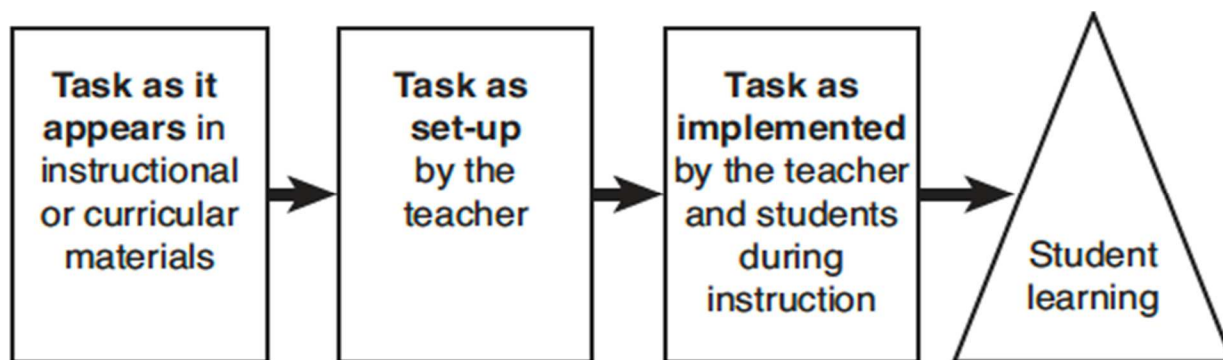 Task as it
appears in
instructional
or curricular
materials
Task as
set-up
by the
teacher
Task as
implemented
by the teacher
and students
during
instruction
Student
learning